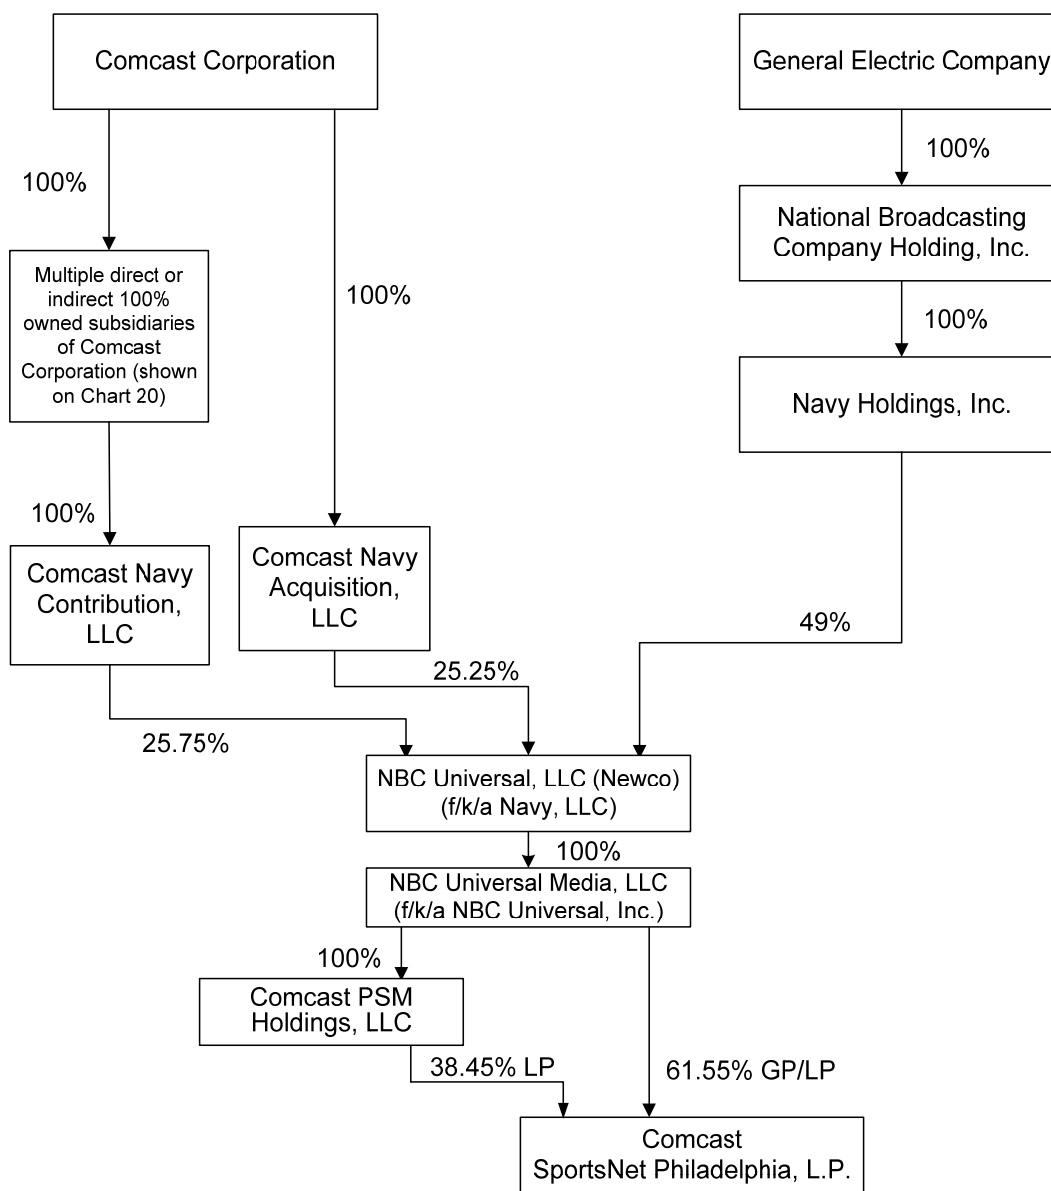 Comcast Corporation
General Electric Company
100%
100%
National Broadcasting
Company Holding, Inc.
Multiple direct or
indirect 100%
owned subsidiaries
of Comcast
Corporation (shown
on Chart 20)
100%
100%
Navy Holdings, Inc.
100%
Comcast Navy
Contribution,
LLC
Comcast Navy
Acquisition,
LLC
49%
25.25%
25.75%
NBC Universal, LLC (Newco)
(f/k/a Navy, LLC)
100%
NBC Universal Media, LLC
(f/k/a NBC Universal, Inc.)
100%
Comcast PSM
Holdings, LLC
38.45% LP
61.55% GP/LP
Comcast
SportsNet Philadelphia, L.P.